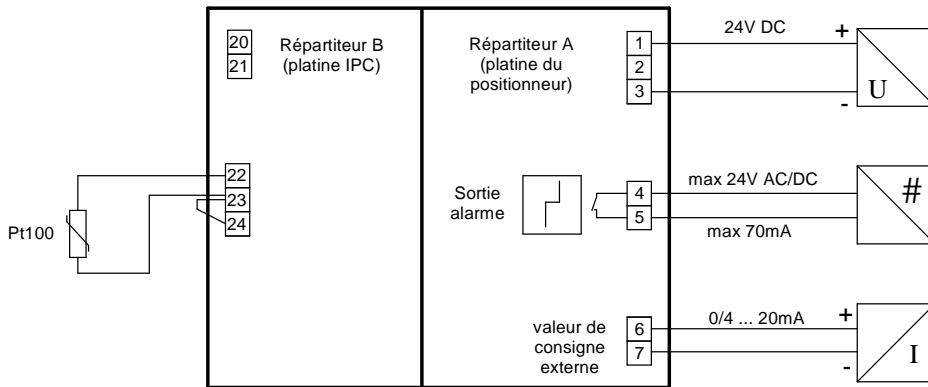 20
21
Répartiteur B
(platine IPC)
Répartiteur A
(platine du
positionneur)
1
2
3
24V DC
+
-
U
22
23
24
Pt100
Sortie
alarme
4
5
max 24V AC/DC
max 70mA
#
valeur de
consigne
externe
6
7
0/4 ... 20mA
+
-
I